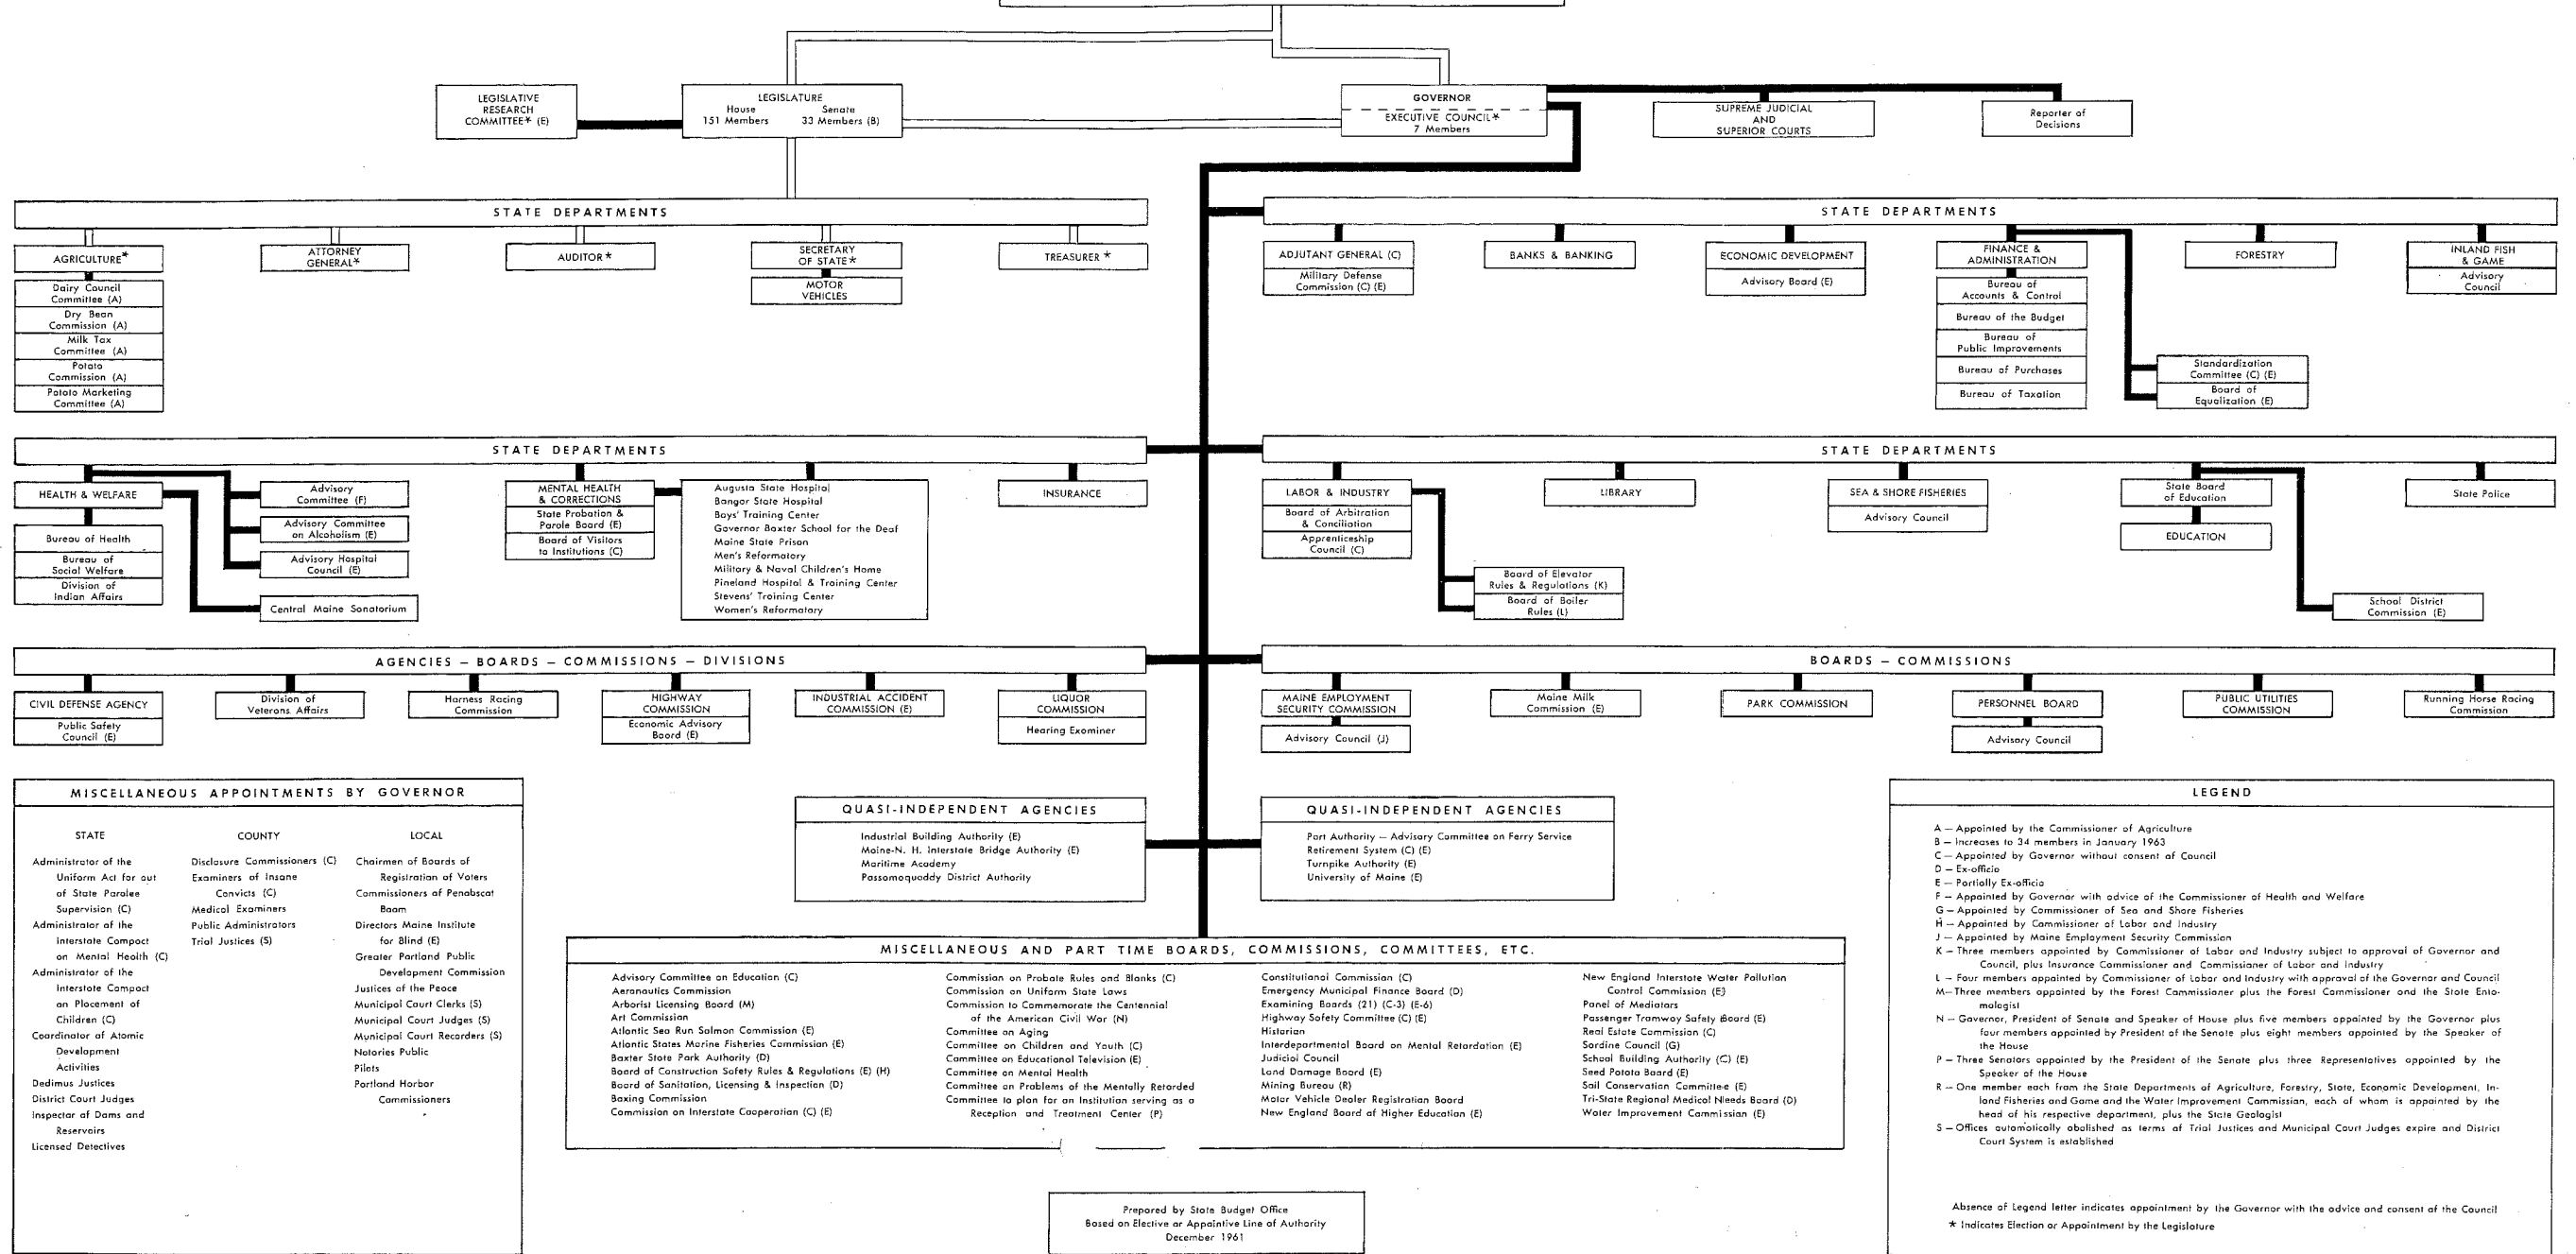 LEGISLATIVE
RESEARCH
COMMITTEE* (E)
LEGISLATURE
House Senate
151 Members 33 Members (B)
GOVERNOR
EXECUTIVE COUNCIL*
7 Members
SUPREME JUDICIAL
AND
SUPERIOR COURTS
Reporter of
Decisions
STATE DEPARTMENTS
AGRICULTURE*
Dairy Council
Committee (A)
Dry Bean
Commission (A)
Milk Tax
Committee (A)
Potato
Commission (A)
Potato Marketing
Committee (A)
ATTORNEY
GENERAL*
AUDITOR*
SECRETARY
OF STATE*
MOTOR
VEHICLES
TREASURER *
STATE DEPARTMENTS
ADJUTANT GENERAL (C)
Military Defense
Commission (C) (E)
BANKS & BANKING
ECONOMIC DEVELOPMENT
Advisory Board (E)
FINANCE &
ADMINISTRATION
Bureau of
Accounts & Control
Bureau of the Budget
Bureau of
Public Improvements
Bureau of Purchases
Bureau of Taxation
Standardization
Committee (C) (E)
Board of
Equalization (E)
FORESTRY
INLAND FISH
& GAME
Advisory
Council
STATE DEPARTMENTS
HEALTH & WELFARE
Bureau of Health
Bureau of
Social Welfare
Division of
Indian Affairs
Advisory
Committee (F)
Advisory Committee
on Alcoholism (E)
Advisory Hospital
Council (E)
Central Maine Sanatorium
MENTAL HEALTH
& CORRECTIONS
State Probation &
Parole Board (E)
Board of Visitors
to Institutions (C)
Augusta State Hospital
Bangor State Hospital
Boys' Training Center
Governor Baxter School for the Deaf
Maine State Prison
Men's Reformatory
Military & Naval Children's Home
Pineland Hospital & Training Center
Stevens' Training Center
Women's Reformatory
INSURANCE
STATE DEPARTMENTS
LABOR & INDUSTRY
Board of Arbitration
& Conciliation
Apprenticeship
Council (C)
Board of Elevator
Rules & Regulations (K)
Board of Boiler
Rules (L)
LIBRARY
SEA & SHORE FISHERIES
Advisory Council
State Board
of Education
EDUCATION
School District
Commission (E)
State Police
AGENCIES — BOARDS — COMMISSIONS — DIVISIONS
CIVIL DEFENSE AGENCY
Public Safety
Council (E)
Division of
Veterans Affairs
Harness Racing
Commission
HIGHWAY
COMMISSION
Economic Advisory
Board (E)
INDUSTRIAL ACCIDENT
COMMISSION (E)
LIQUOR
COMMISSION
Hearing Examiner
BOARDS — COMMISSIONS
MAINE EMPLOYMENT
SECURITY COMMISSION
Advisory Council (J)
Maine Milk
Commission (E)
PARK COMMISSION
PERSONNEL BOARD
Advisory Council
PUBLIC UTILITIES
COMMISSION
Running Horse Racing
Commission
MISCELLANEOUS APPOINTMENTS BY GOVERNOR
STATE
Administrator of the
Uniform Act for out
of State Parolee
Supervision (C)
Administrator of the
Interstate Compact
on Mental Health (C)
Administrator of the
Interstate Compact
on Placement of
Children (C)
Coordinator of Atomic
Development
Activities
Dedimus Justices
District Court Judges
Inspector of Dams and
Reservoirs
Licensed Detectives
COUNTY
Disclosure Commissioners (C)
Examiners of Insane
Convicts (C)
Medical Examiners
Public Administrators
Trial Justices (S)
LOCAL
Chairmen of Boards of
Registration of Voters
Commissioners of Penobscot
Boom
Directors Maine Institute
for Blind (E)
Greater Portland Public
Development Commission
Justices of the Peace
Municipal Court Clerks (S)
Municipal Court Judges (S)
Municipal Court Recorders (S)
Notories Public
Pilots
Portland Harbor
Commissioners
QUASI-INDEPENDENT AGENCIES
Industrial Building Authority (E)
Maine-N. H. Interstate Bridge Authority (E)
Maritime Academy
Passamoquaddy District Authority
QUASI-INDEPENDENT AGENCIES
Port Authority — Advisory Committee on Ferry Service
Retirement System (C) (E)
Turnpike Authority (E)
University of Maine (E)
MISCELLANEOUS AND PART TIME BOARDS, COMMISSIONS, COMMITTEES, ETC.
Advisory Committee on Education (C)
Aeronautics Commission
Arborist Licensing Board (M)
Art Commission
Atlantic Sea Run Salmon Commission (E)
Atlantic States Marine Fisheries Commission (E)
Baxter State Park Authority (D)
Board of Construction Safety Rules & Regulations (E) (H)
Board of Sanitation, Licensing & Inspection (D)
Boxing Commission
Commission on Interstate Cooperation (C) (E)
Commission on Probate Rules and Blanks (C)
Commission on Uniform State Laws
Commission to Commemorate the Centennial
of the American Civil War (N)
Committee on Aging
Committee on Children and Youth (C)
Committee on Educational Television (E)
Committee on Mental Health
Committee on Problems of the Mentally Retarded
Committee to plan for an Institution serving as a
Reception and Treatment Center (P)
Constitutional Commission (C)
Emergency Municipal Finance Board (D)
Examining Boards (21) (C-3) (E-6)
Highway Safety Committee (C) (E)
Historian
Interdepartmental Board on Mental Retardation (E)
Judicial Council
Land Damage Board (E)
Mining Bureau (R)
Motor Vehicle Dealer Registration Board
New England Board of Higher Education (E)
New England Interstate Water Pollution
Control Commission (E)
Panel of Mediators
Passenger Tramway Safety Board (E)
Real Estate Commission (C)
Sardine Council (G)
School Building Authority (C) (E)
Seed Potato Board (E)
Soil Conservation Committee (E)
Tri-State Regional Medical Needs Board (D)
Water Improvement Commission (E)
LEGEND
A — Appointed by the Commissioner of Agriculture
B — Increases to 34 members in January 1963
C — Appointed by Governor without consent of Council
D — Ex-officio
E — Partially Ex-officio
F — Appointed by Governor with advice of the Commissioner of Health and Welfare
G — Appointed by Commissioner of Sea and Shore Fisheries
H — Appointed by Commissioner of Labor and Industry
J — Appointed by Maine Employment Security Commission
K — Three members appointed by Commissioner of Labor and Industry subject to approval of Governor and
Council, plus Insurance Commissioner and Commissioner of Labor and Industry
L — Four members appointed by Commissioner of Labor and Industry with approval of the Governor and Council
M — Three members appointed by the Forest Commissioner plus the Forest Commissioner and the State Ento-
mologist
N — Governor, President of Senate and Speaker of House plus five members appointed by the Governor plus
four members appointed by President of the Senate plus eight members appointed by the Speaker of
the House
P — Three Senators appointed by the President of the Senate plus three Representatives appointed by the
Speaker of the House
R — One member each from the State Departments of Agriculture, Forestry, State, Economic Development, In-
land Fisheries and Game and the Water Improvement Commission, each of whom is appointed by the
head of his respective department, plus the State Geologist
S — Offices automatically abolished as terms of Trial Justices and Municipal Court Judges expire and District
Court System is established
Absence of Legend letter indicates appointment by the Governor with the advice and consent of the Council
* Indicates Election or Appointment by the Legislature
Prepared by State Budget Office
Based on Elective or Appointive Line of Authority
December 1961